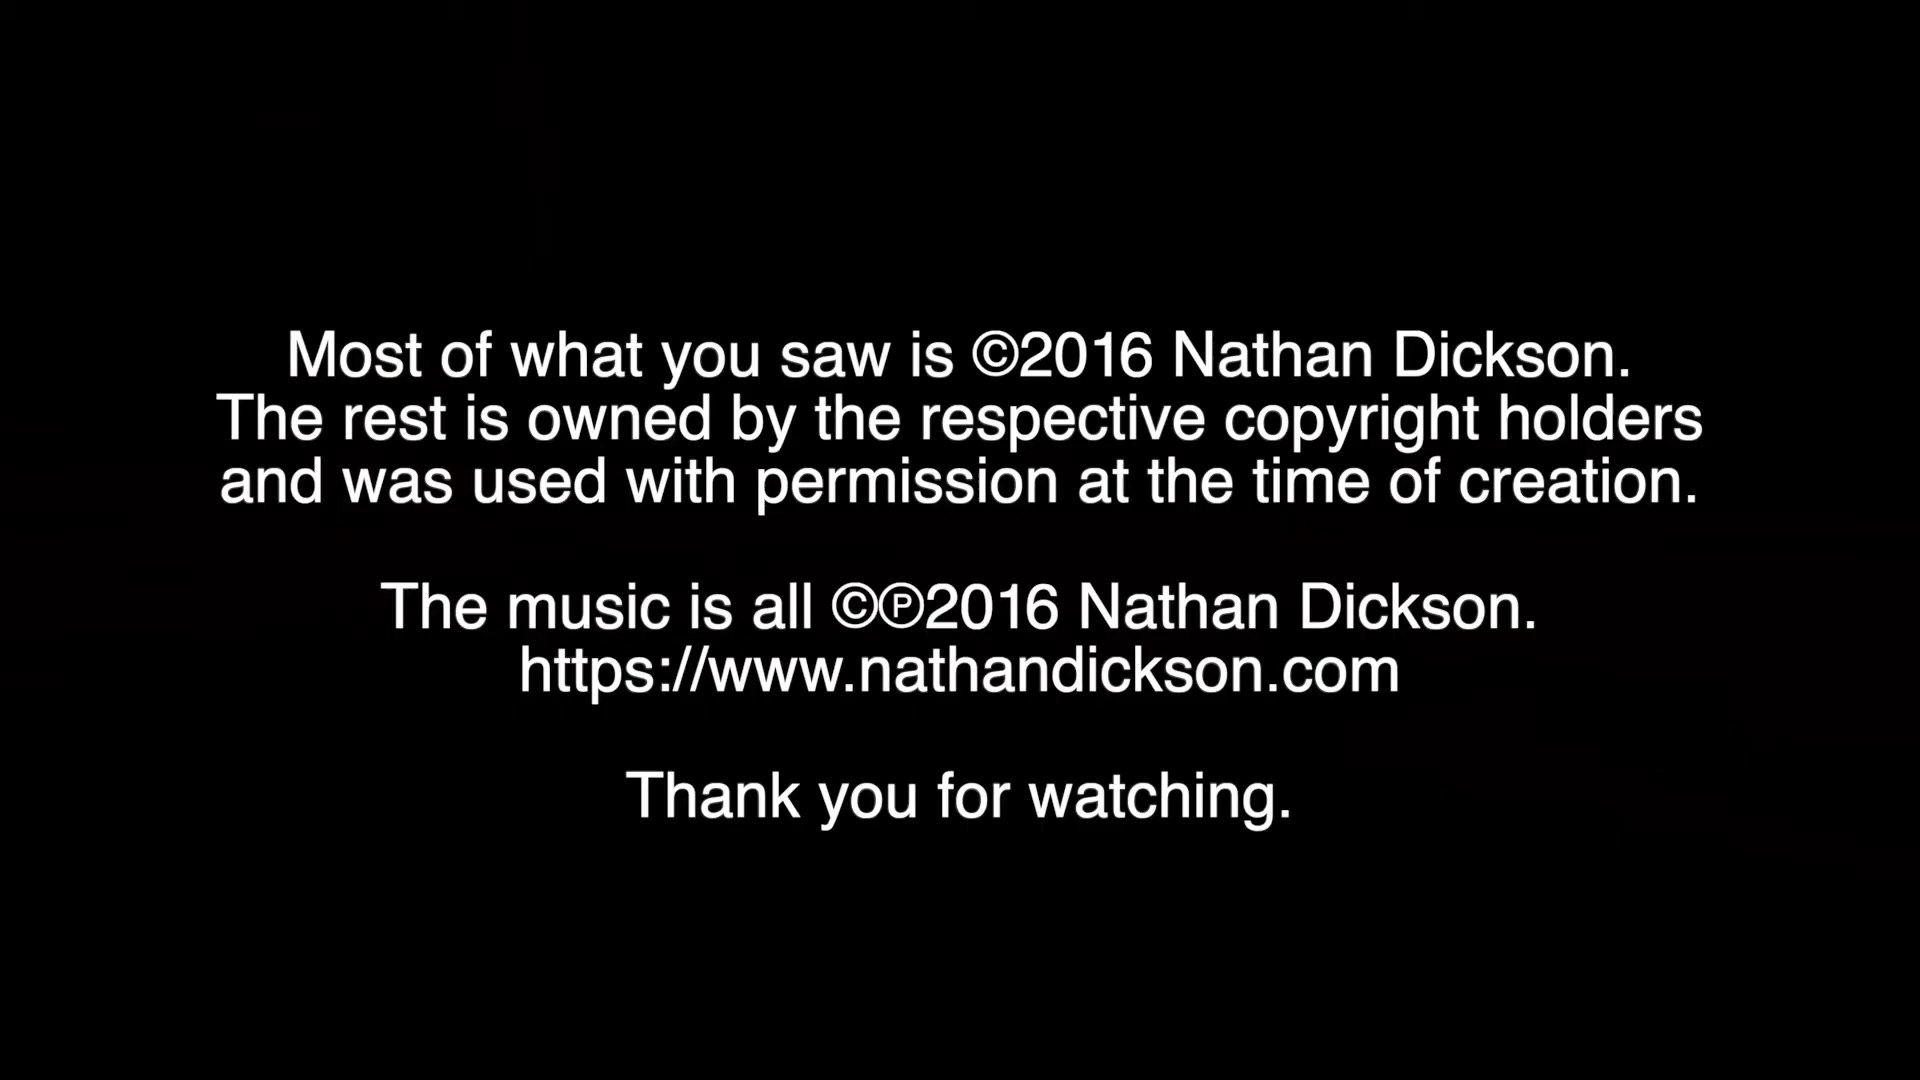 Most of what you saw is ©2016 Nathan Dickson.
The rest is owned by the respective copyright holders
and was used with permission at the time of creation.
The music is all ©℗2016 Nathan Dickson.
https://www.nathandickson.com
Thank you for watching.